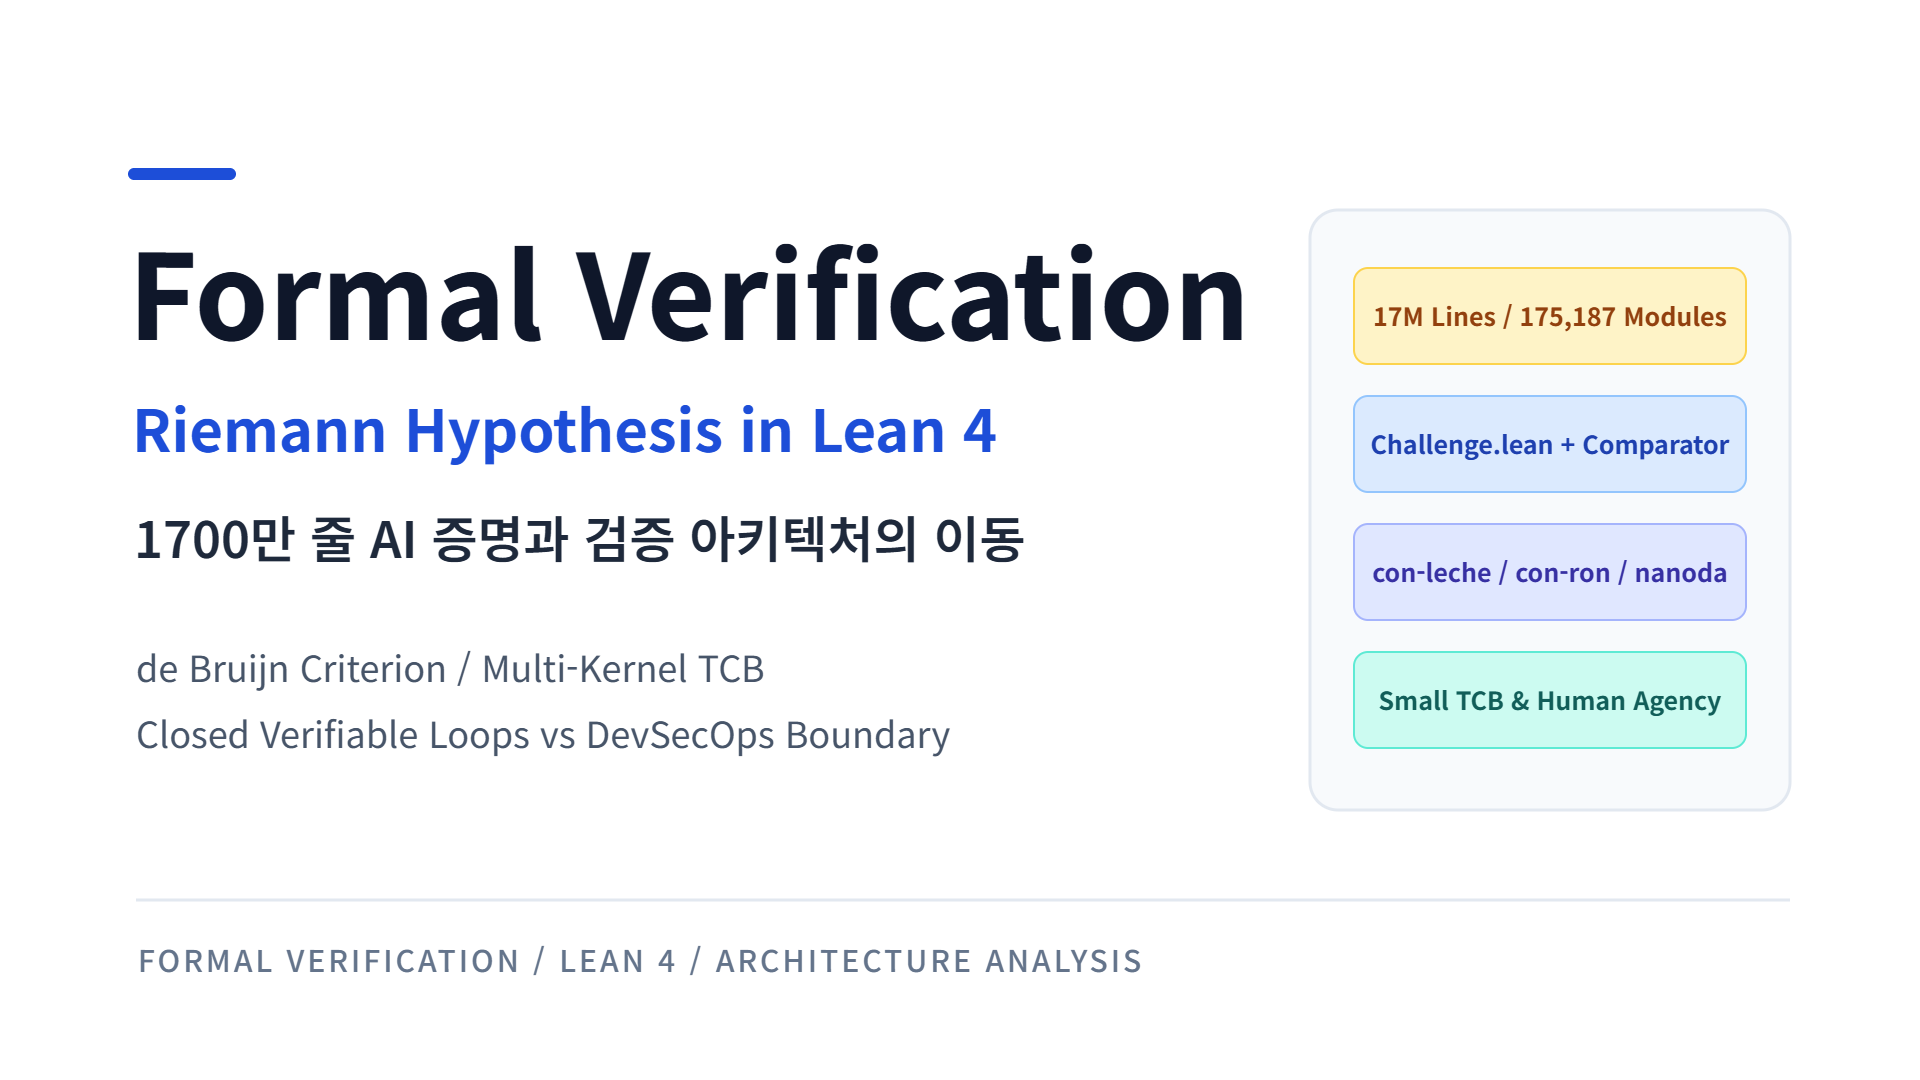 Formal Verification
Riemann Hypothesis in Lean 4
1700만 줄 AI 증명과 검증 아키텍처의 이동
de Bruijn Criterion / Multi-Kernel TCB
Closed Verifiable Loops vs DevSecOps Boundary
17M Lines / 175,187 Modules
Challenge.lean + Comparator
con-leche / con-ron / nanoda
Small TCB & Human Agency
FORMAL VERIFICATION / LEAN 4 / ARCHITECTURE ANALYSIS